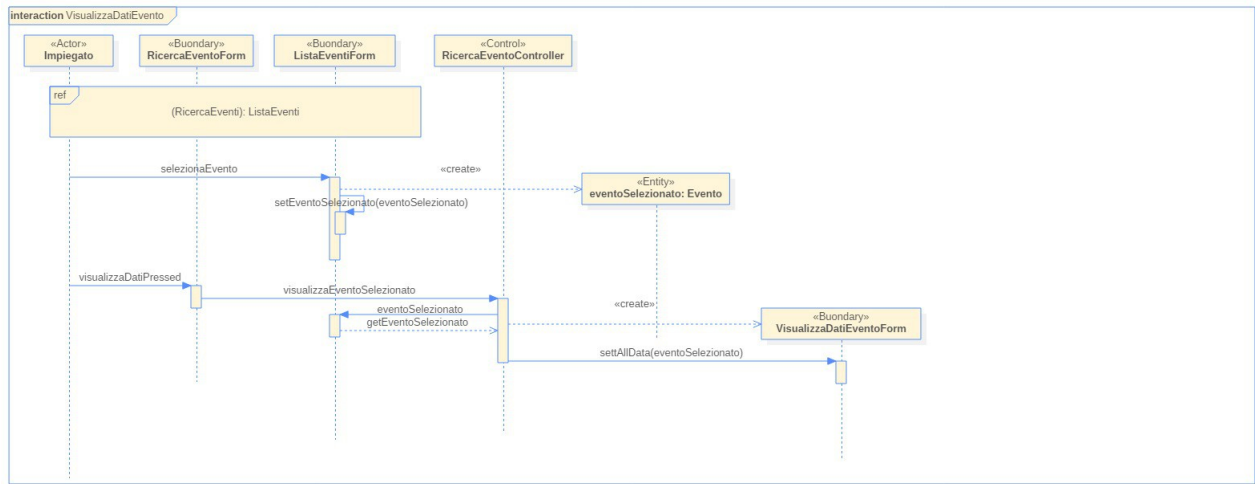 interaction VisualizzaDatiEvento
«Actor»
Impiegato
«Buondary»
RicercaEventoForm
«Buondary»
ListaEventiForm
«Control»
RicercaEventoController
ref
(RicercaEventi): ListaEventi
selezionaEvento
«create»
«Entity»
eventoSelezionato: Evento
setEventoSelezionato(eventoSelezionato)
visualizzaDatiPressed
visualizzaEventoSelezionato
eventoSelezionato
getEventoSelezionato
«create»
«Buondary»
VisualizzaDatiEventoForm
settAllData(eventoSelezionato)